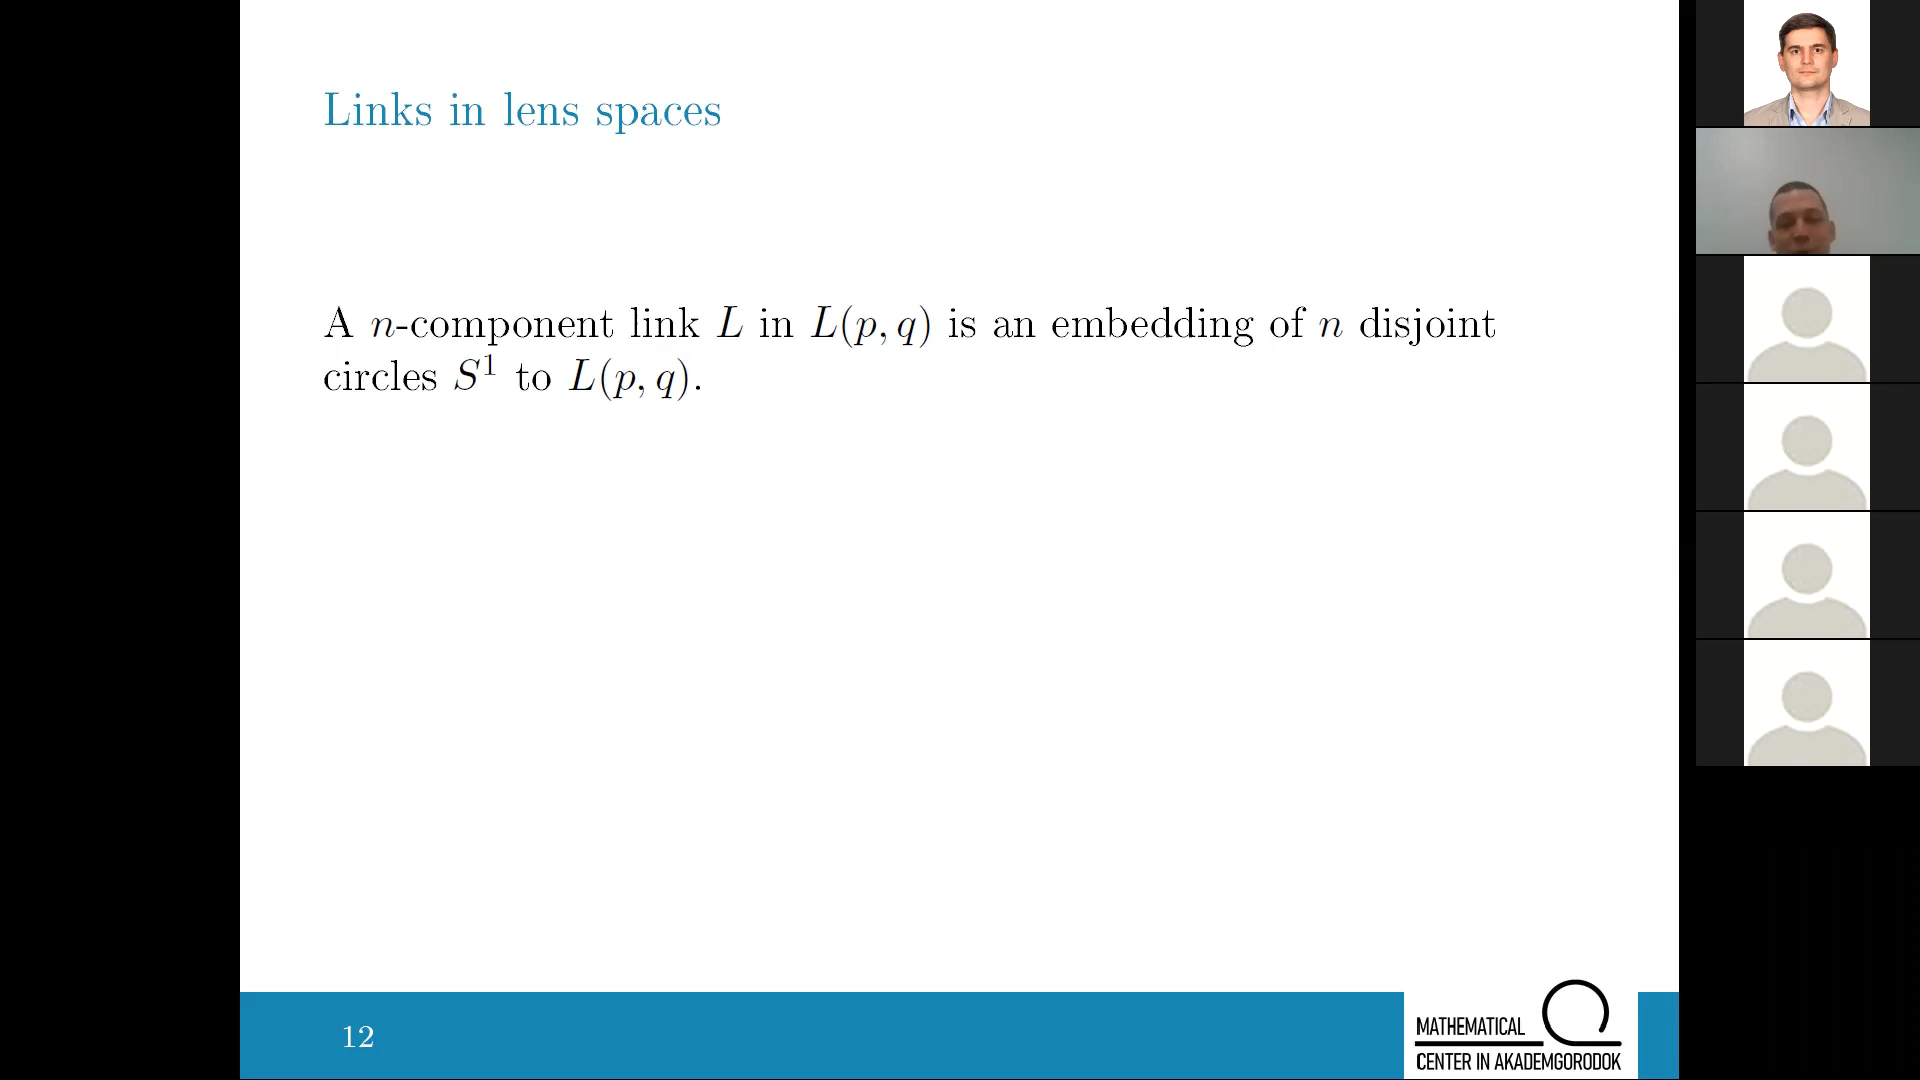 Links in lens spaces
A n-component link L in L(p, q) is an embedding of n disjoint
circles S¹ to L(p, q).
12
MATHEMATICAL
CENTER IN AKADEMGORODOK